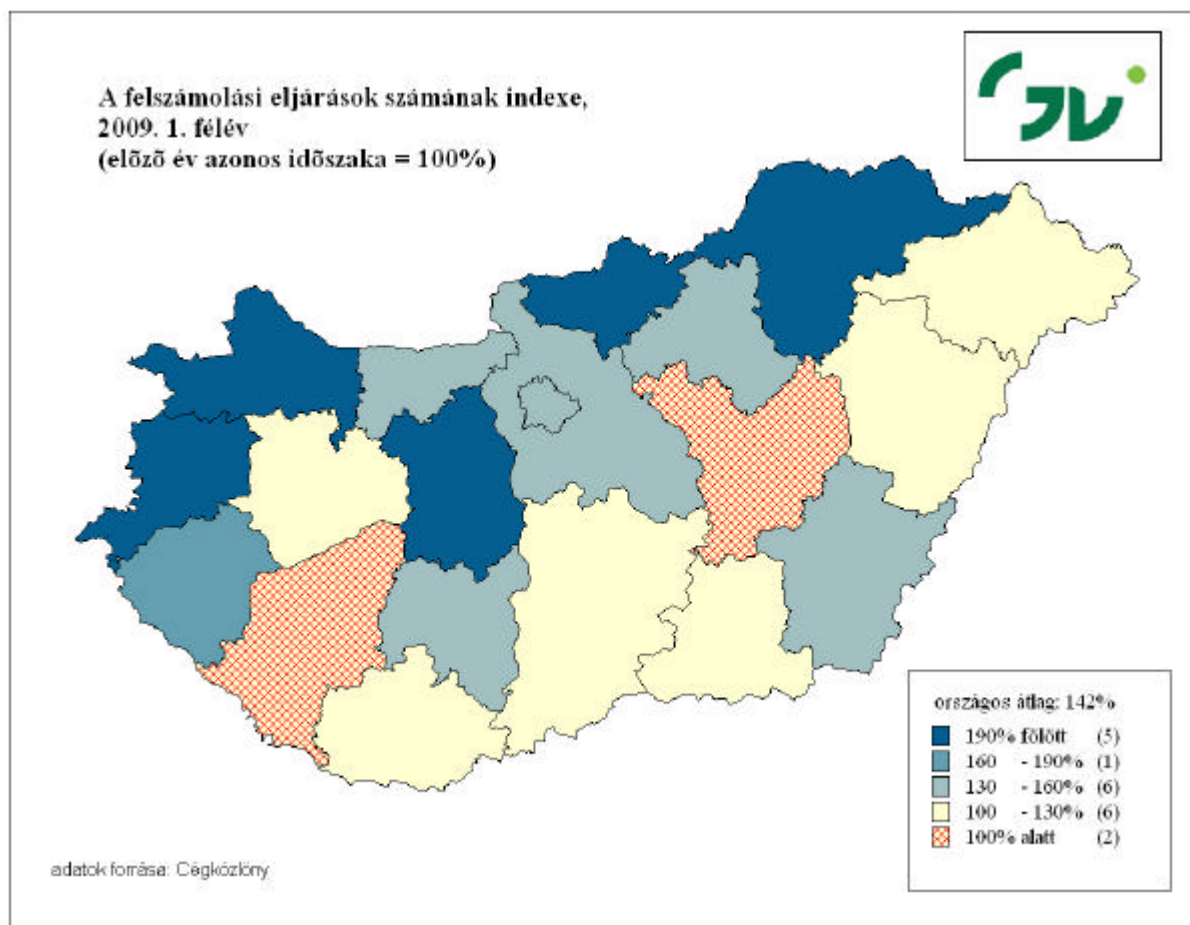 A felszámolási eljárások számának indexe,
2009. 1. félév
(elõzõ év azonos idõszaka = 100%)
országos átlag: 142%
190% fölött (5)
160 - 190% (1)
130 - 160% (6)
100 - 130% (6)
100% alatt (2)
adatok forrása: Cégközlöny